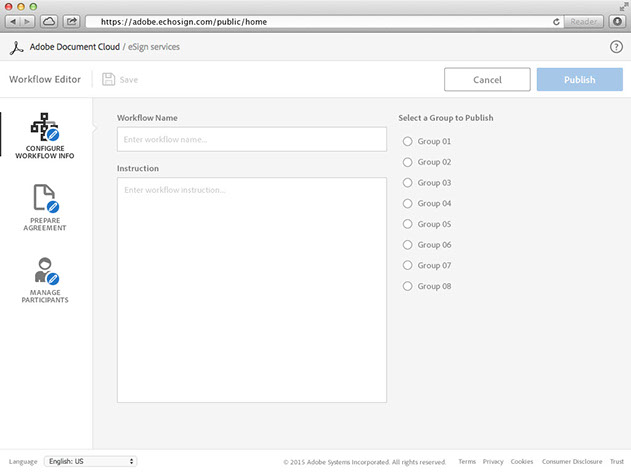 https://adobe.echosign.com/public/home
Reader
Adobe Document Cloud / eSign services
?
Workflow Editor
Save
Cancel
Publish
CONFIGURE
WORKFLOW INFO
PREPARE
AGREEMENT
MANAGE
PARTICIPANTS
Workflow Name
Enter workflow name...
Instruction
Enter workflow instruction...
Select a Group to Publish
Group 01
Group 02
Group 03
Group 04
Group 05
Group 06
Group 07
Group 08
Language
English: US
© 2015 Adobe Systems Incorporated. All rights reserved.
Terms Privacy Cookies Consumer Disclosure Trust